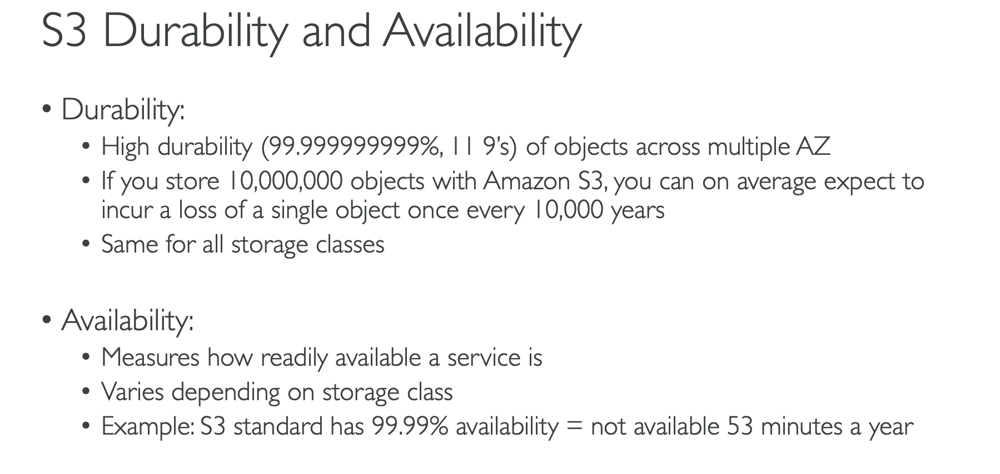 S3 Durability and Availability
• Durability:
• High durability (99.999999999%, 11 9’s) of objects across multiple AZ
• If you store 10,000,000 objects with Amazon S3, you can on average expect to
incur a loss of a single object once every 10,000 years
• Same for all storage classes
• Availability:
• Measures how readily available a service is
• Varies depending on storage class
• Example: S3 standard has 99.99% availability = not available 53 minutes a year